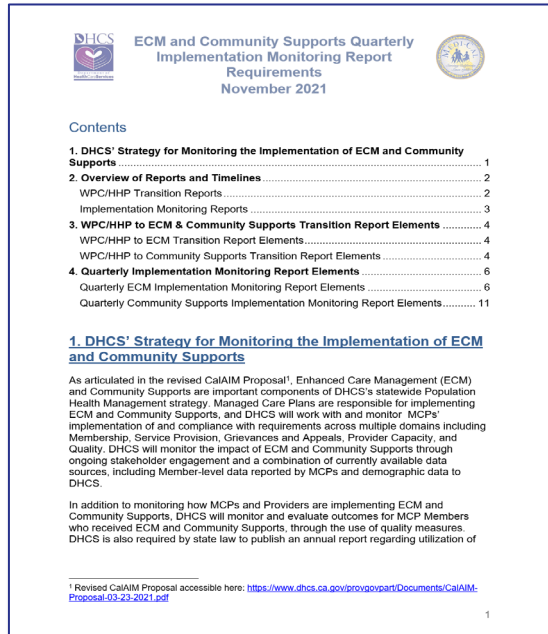 DHCS
HealthCareServices
ECM and Community Supports Quarterly
Implementation Monitoring Report
Requirements
November 2021
MEDI-CAL
Contents
1. DHCS' Strategy for Monitoring the Implementation of ECM and Community
Supports ........ 1
2. Overview of Reports and Timelines ........ 2
WPC/HHP Transition Reports ........ 2
Implementation Monitoring Reports ........ 3
3. WPC/HHP to ECM & Community Supports Transition Report Elements ........ 4
WPC/HHP to ECM Transition Report Elements ........ 4
WPC/HHP to Community Supports Transition Report Elements ........ 4
4. Quarterly Implementation Monitoring Report Elements ........ 6
Quarterly ECM Implementation Monitoring Report Elements ........ 6
Quarterly Community Supports Implementation Monitoring Report Elements ........ 11
1. DHCS' Strategy for Monitoring the Implementation of ECM
and Community Supports
As articulated in the revised CalAIM Proposal¹, Enhanced Care Management (ECM)
and Community Supports are important components of DHCS's statewide Population
Health Management strategy. Managed Care Plans are responsible for implementing
ECM and Community Supports, and DHCS will work with and monitor MCPs'
implementation of and compliance with requirements across multiple domains including
Membership, Service Provision, Grievances and Appeals, Provider Capacity, and
Quality. DHCS will monitor the impact of ECM and Community Supports through
ongoing stakeholder engagement and a combination of currently available data
sources, including Member-level data reported by MCPs and demographic data to
DHCS.
In addition to monitoring how MCPs and Providers are implementing ECM and
Community Supports, DHCS will monitor and evaluate outcomes for MCP Members
who received ECM and Community Supports, through the use of quality measures.
DHCS is also required by state law to publish an annual report regarding utilization of
¹ Revised CalAIM Proposal accessible here: https://www.dhcs.ca.gov/provgovpart/Documents/CalAIM-
Proposal-03-23-2021.pdf
1